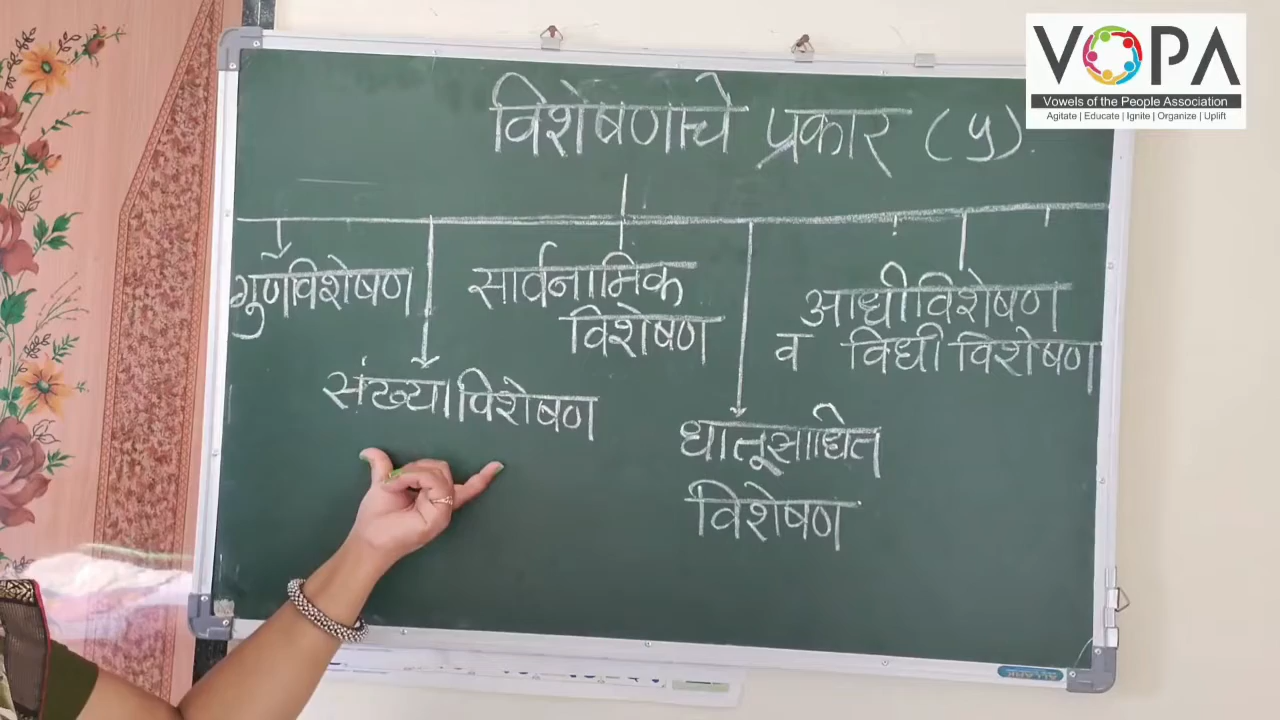 VOPA
Vowels of the People Association
Agitate | Educate | Ignite | Organize | Uplift
विशेषणाचे प्रकार (५).
गुणविशेषण
संख्याविशेषण
सार्वनामिक
विशेषण
धातूसाधित
विशेषण
आधीविशेषण
व विधी विशेषण